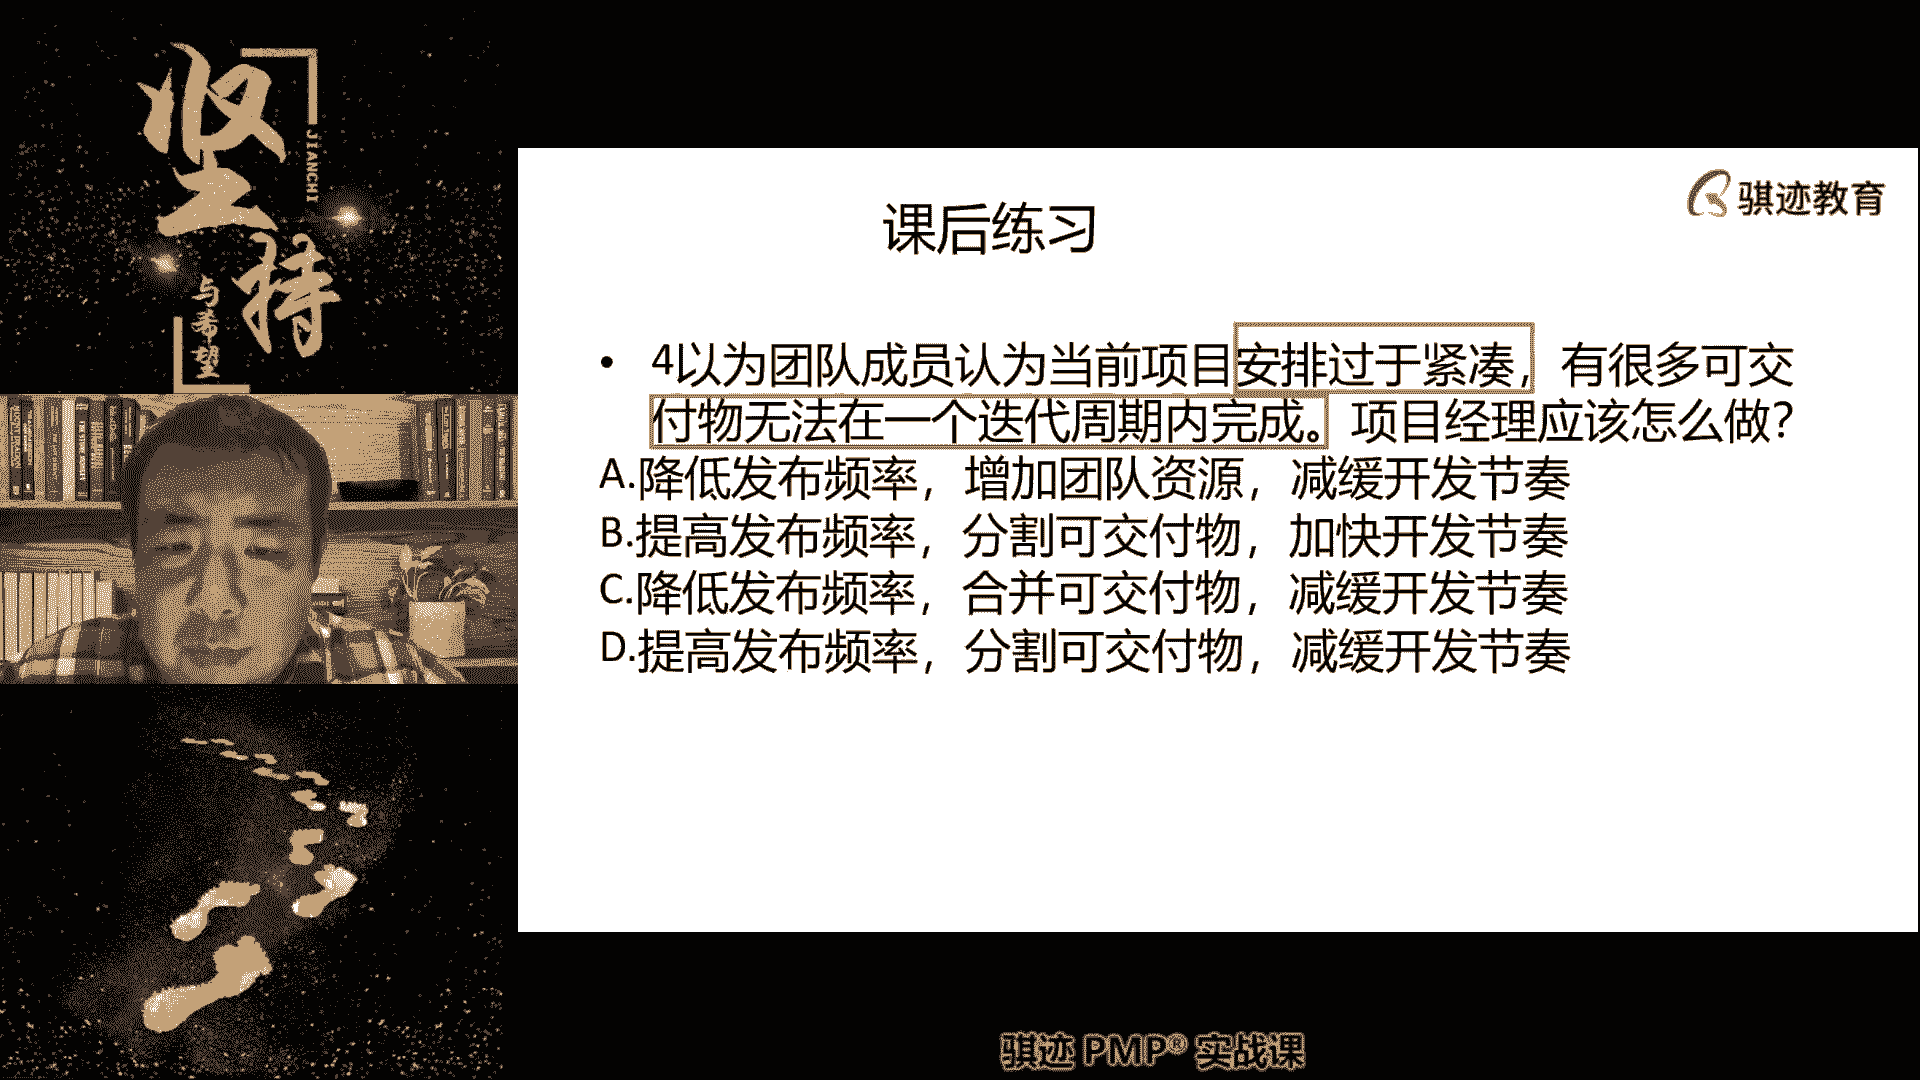 坚持
JIANCHI
与希望
骐迹教育
课后练习
• 4以为团队成员认为当前项目安排过于紧凑，有很多可交
付物无法在一个迭代周期内完成。项目经理应该怎么做？
A.降低发布频率，增加团队资源，减缓开发节奏
B.提高发布频率，分割可交付物，加快开发节奏
C.降低发布频率，合并可交付物，减缓开发节奏
D.提高发布频率，分割可交付物，减缓开发节奏
骐迹 PMP® 实战课